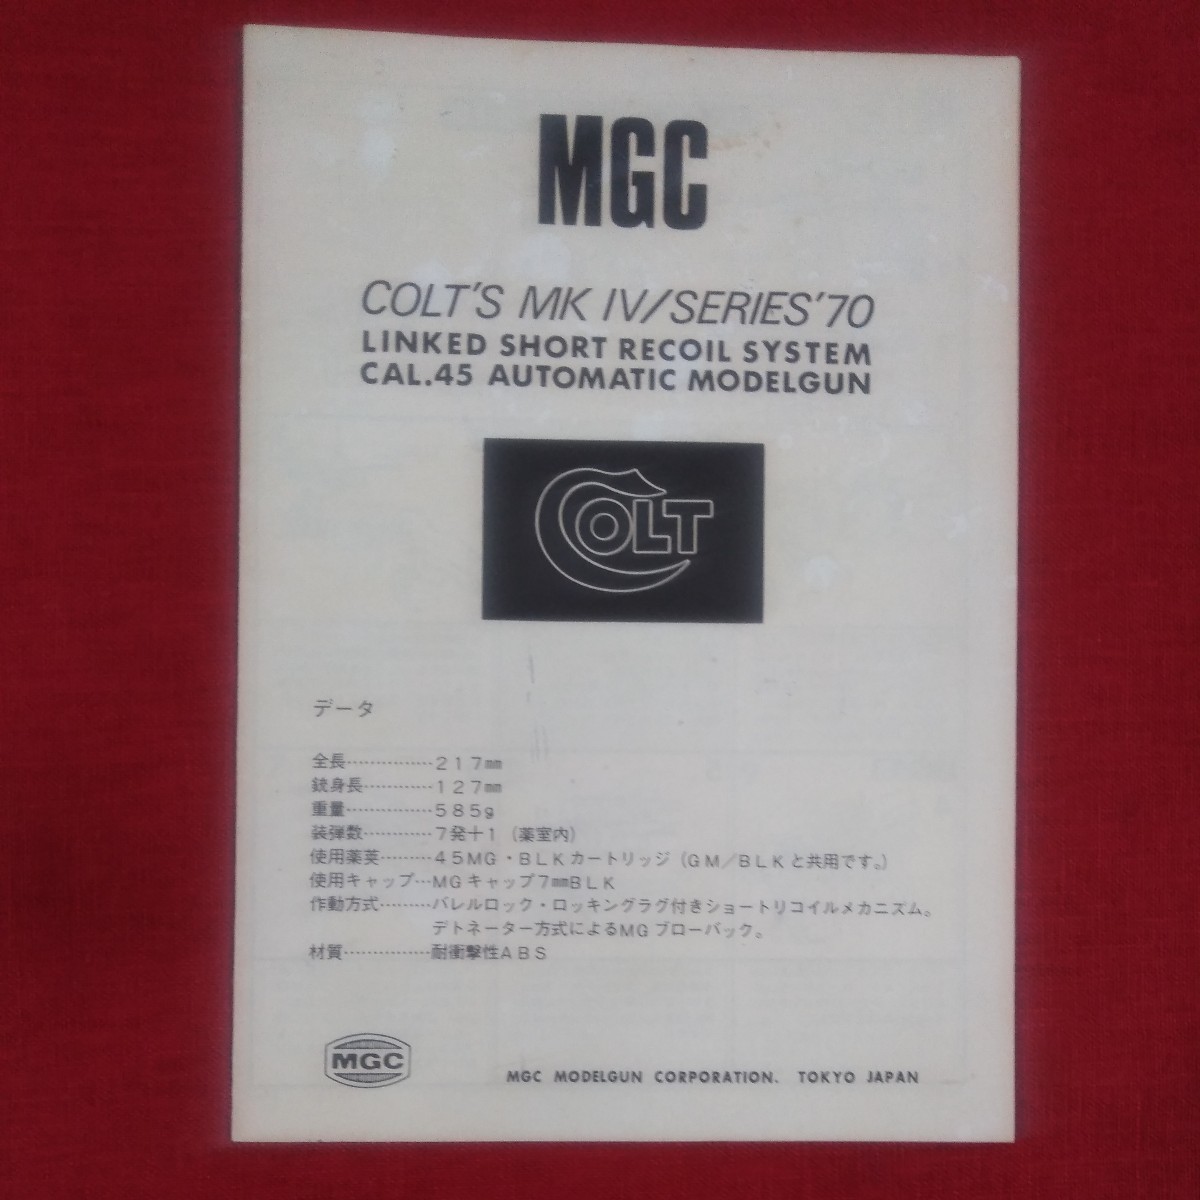 MGC
COLT'S MK IV/SERIES'70
LINKED SHORT RECOIL SYSTEM
CAL.45 AUTOMATIC MODELGUN
COLT
データ
全長……………217㎜
銃身長…………127㎜
重量……………585g
装弾数…………7発+1(薬室内)
使用薬莢………45MG・BLKカートリッジ(GM/BLKと共用です。)
使用キャップ…MGキャップ7㎜BLK
作動方式………バレルロック・ロッキングラグ付きショートリコイルメカニズム。
デトネーター方式によるMGブローバック。
材質……………耐衝撃性ABS
MGC
MGC MODELGUN CORPORATION. TOKYO JAPAN